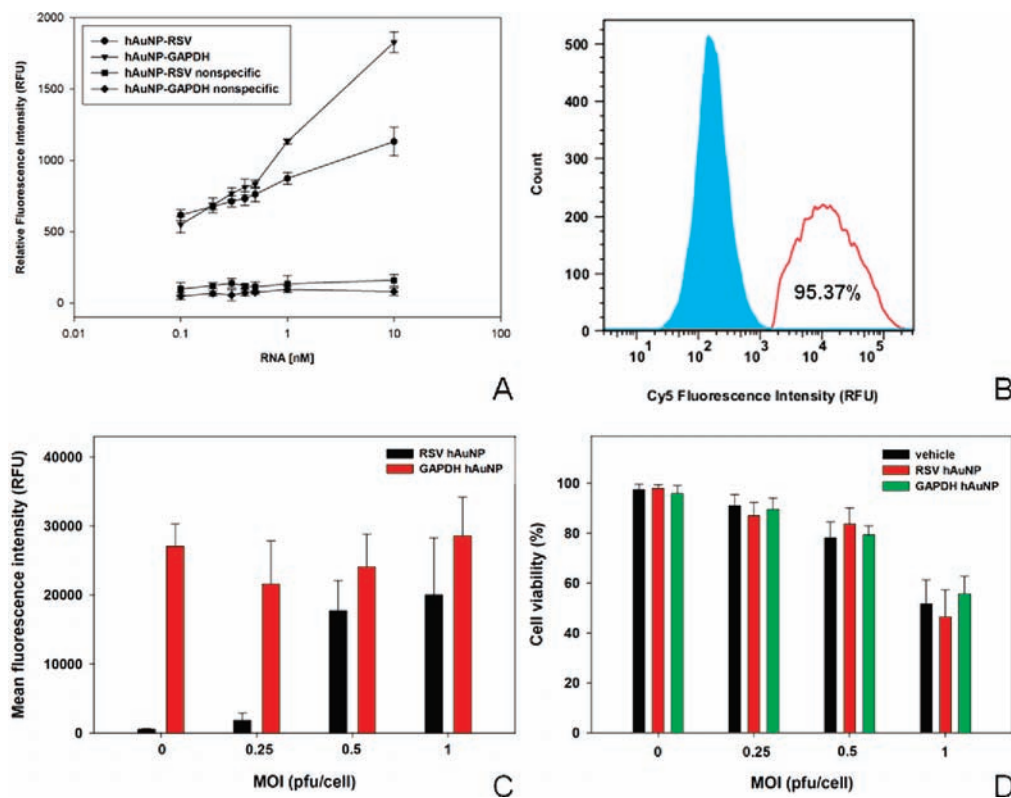 2000
1500
1000
500
0
Relative Fluorescence Intensity (RFU)
hAuNP-RSV
hAuNP-GAPDH
hAuNP-RSV nonspecific
hAuNP-GAPDH nonspecific
0.01 0.1 1 10 100
RNA [nM]
A
500
400
300
200
100
0
Count
95.37%
10^1 10^2 10^3 10^4 10^5
Cy5 Fluorescence Intensity (RFU)
B
40000
30000
20000
10000
0
Mean fluorescence intensity (RFU)
RSV hAuNP
GAPDH hAuNP
0 0.25 0.5 1
MOI (pfu/cell)
C
100
80
60
40
20
0
Cell viability (%)
vehicle
RSV hAuNP
GAPDH hAuNP
0 0.25 0.5 1
MOI (pfu/cell)
D